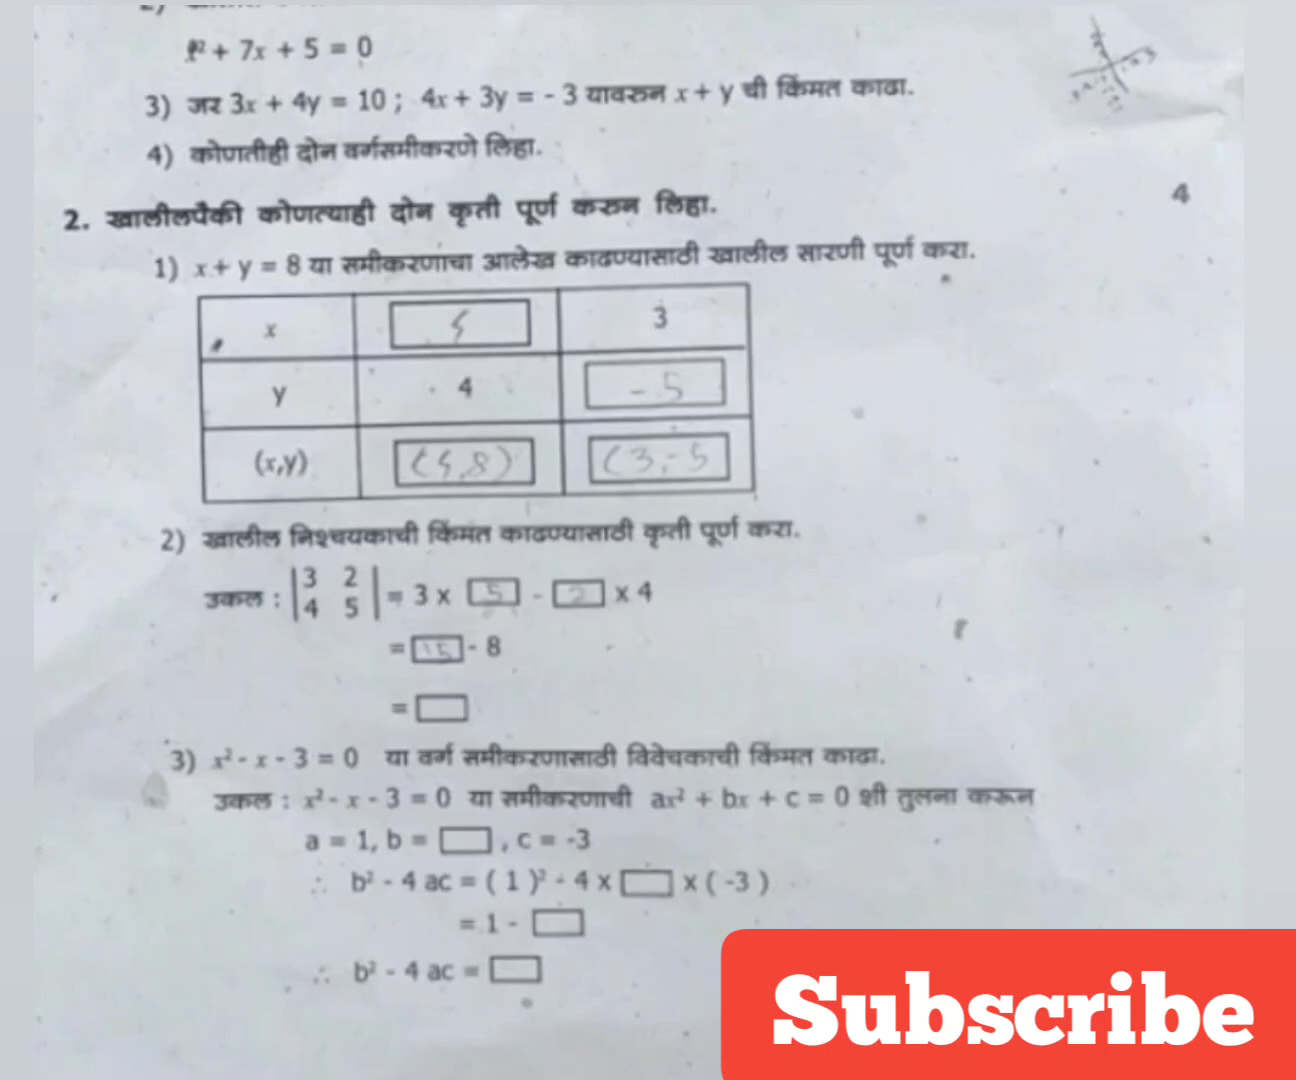 2)
+ 7x + 5 = 0
3) जर 3x + 4y = 10 ; 4x + 3y = - 3 यावरुन x + y ची किंमत काढा.
4) कोणतीही दोन वर्गसमीकरणे लिहा.
2. खालीलपैकी कोणत्याही दोन कृती पूर्ण करुन लिहा. 4
1) x + y = 8 या समीकरणाचा आलेख काढण्यासाठी खालील सारणी पूर्ण करा.
x 3
y 4 - 5
(x,y) (3,-5
2) खालील निश्चयकाची किंमत काढण्यासाठी कृती पूर्ण करा.
उकल : |3 2
4 5| = 3 x 5 - 2 x 4
= 15 - 8
=
3) x² - x - 3 = 0 या वर्ग समीकरणासाठी विवेचकाची किंमत काढा.
उकल : x² - x - 3 = 0 या समीकरणाची ax² + bx + c = 0 शी तुलना करून
a = 1, b = , c = -3
∴ b² - 4 ac = ( 1 )² - 4 x x ( -3 )
= 1 -
∴ b² - 4 ac =
Subscribe